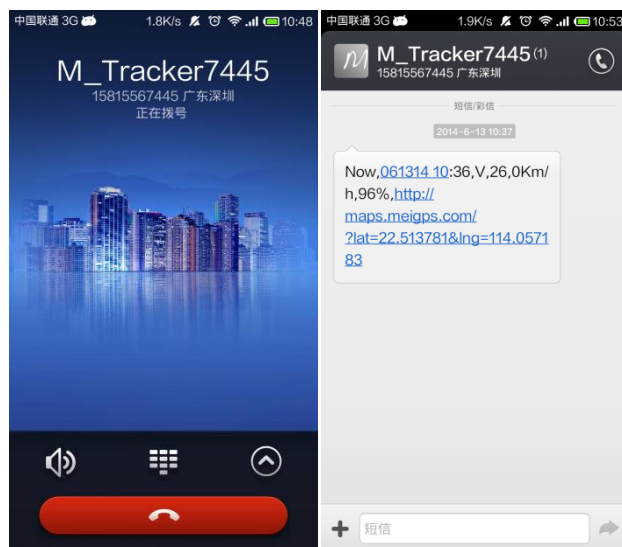 中国联通 3G 1.8K/s 10:48
M_Tracker7445
15815567445 广东深圳
正在拨号
中国联通 3G 1.9K/s 10:53
M_Tracker7445 (1)
15815567445 广东深圳
短信/彩信
2014-6-13 10:37
Now,061314 10:36,V,26,0Km/
h,96%,http://
maps.meigps.com/
?lat=22.513781&lng=114.0571
83
短信